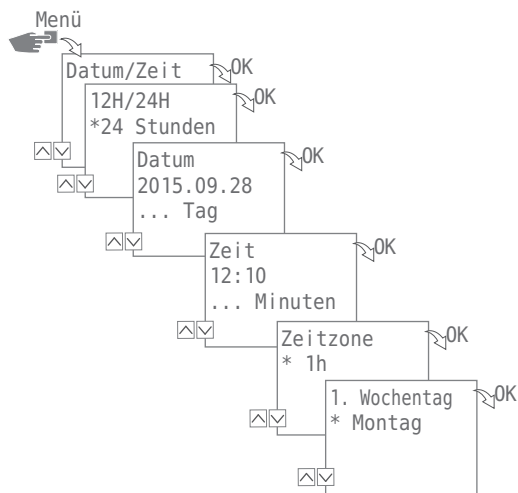 Menü
Datum/Zeit
OK
12H/24H
*24 Stunden
OK
Datum
2015.09.28
... Tag
OK
Zeit
12:10
... Minuten
OK
Zeitzone
* 1h
OK
1. Wochentag
* Montag
OK